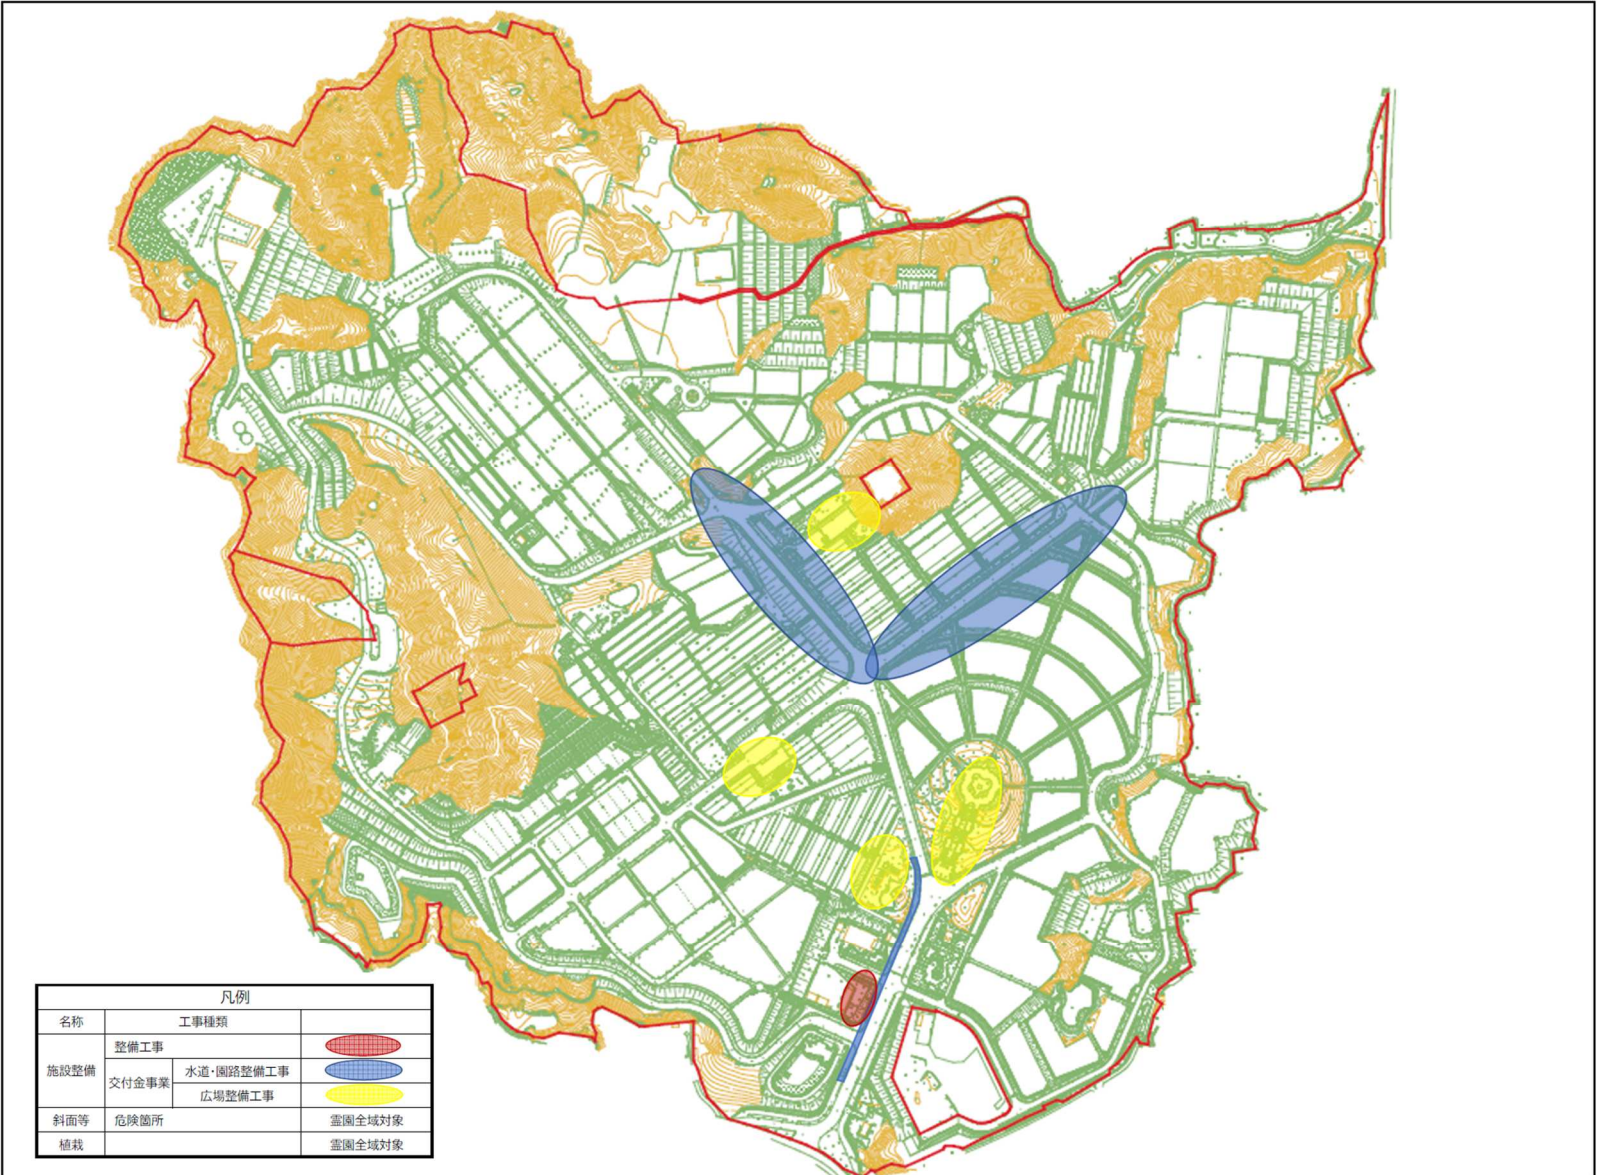 凡例
名称 工事種類
施設整備 整備工事
交付金事業 水道・園路整備工事
広場整備工事
斜面等 危険箇所 霊園全域対象
植栽 霊園全域対象